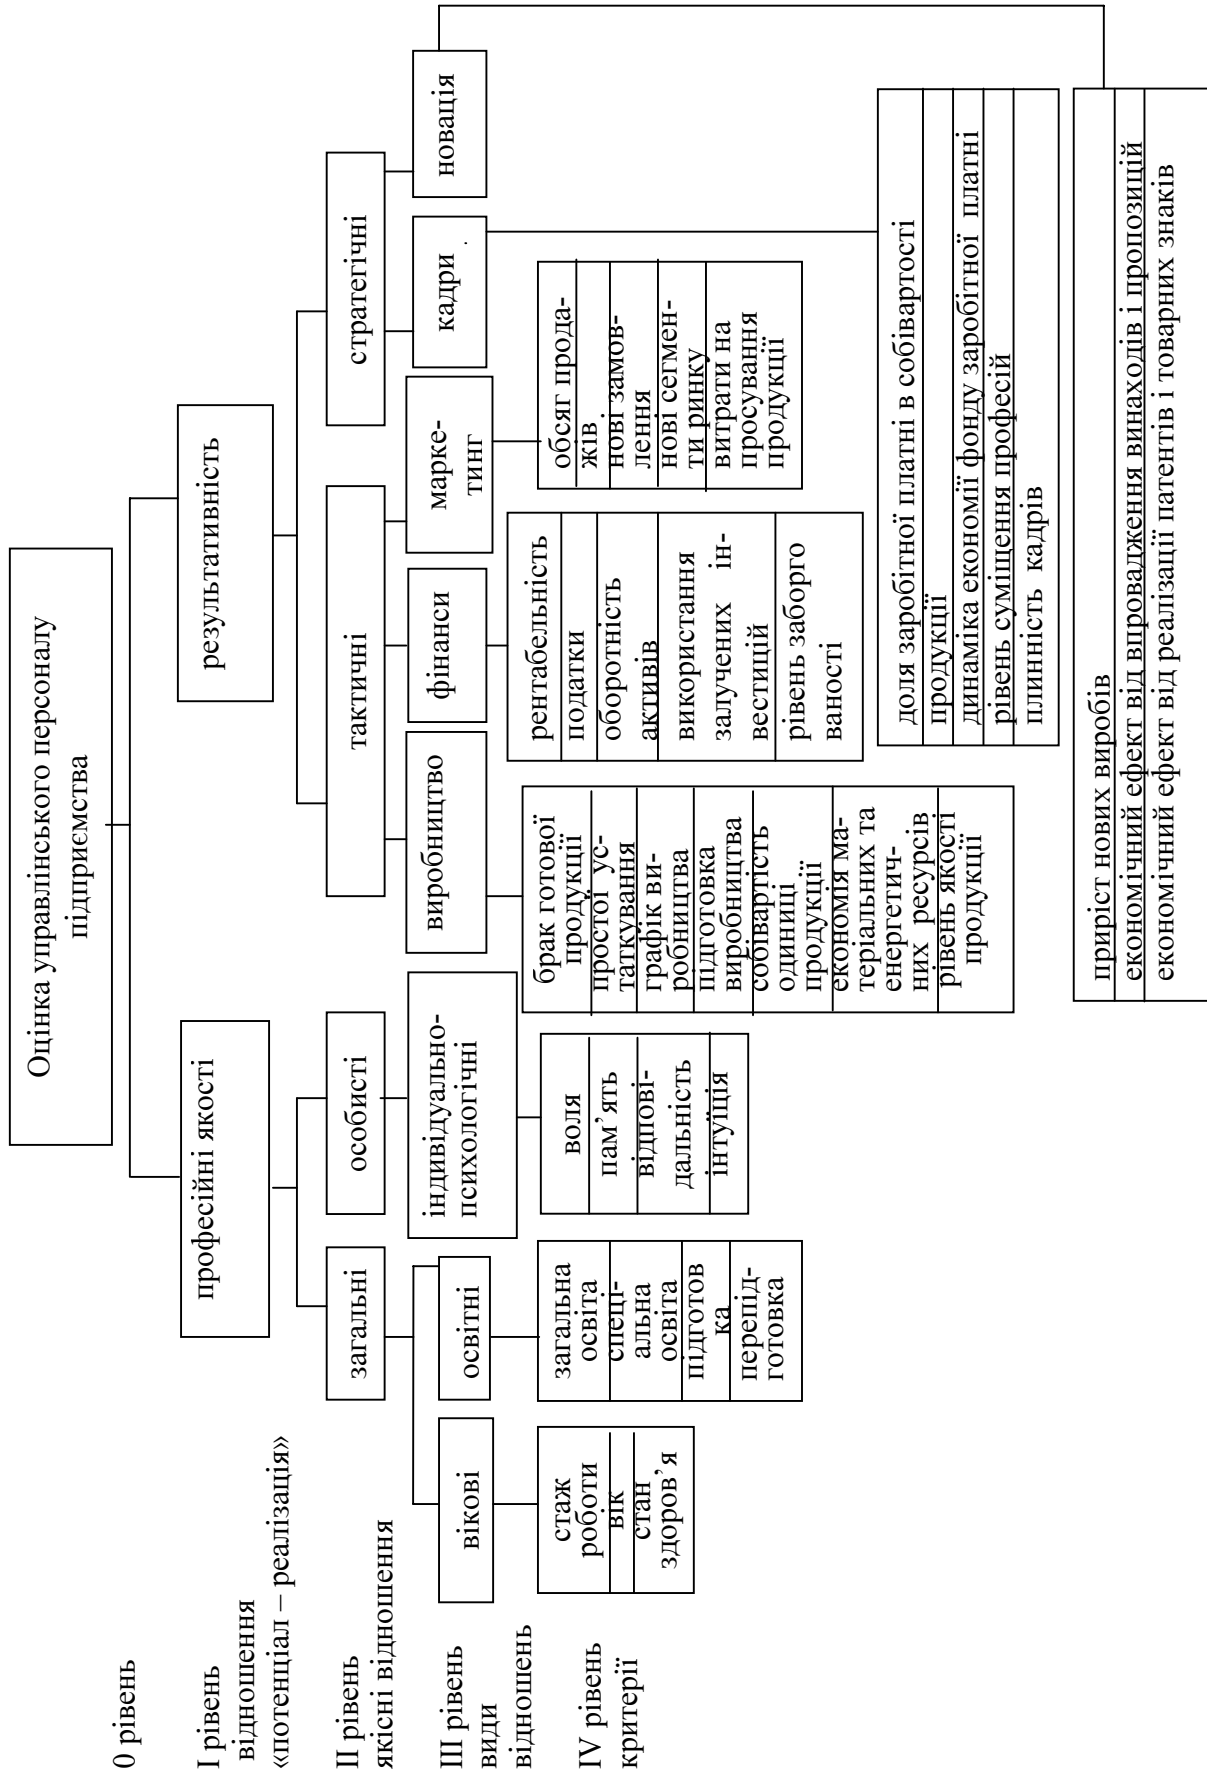 Оцінка управлінського персоналу
підприємства
0 рівень
І рівень
відношення
«потенціал – реалізація»
професійні якості
результативність
ІІ рівень
якісні відношення
загальні
особисті
тактичні
стратегічні
ІІІ рівень
види
відношень
вікові
освітні
індивідуально-
психологічні
виробництво
фінанси
марке-
тинг
кадри
новація
ІV рівень
критерії
стаж
роботи
вік
стан
здоров’я
загальна
освіта
спеці-
альна
освіта
підготов
ка
перепід-
готовка
воля
пам’ять
відпові-
дальність
інтуїція
брак готової
продукції
простої ус-
таткування
графік ви-
робництва
підготовка
виробництва
собівартість
одиниці
продукції
економія ма-
теріальних та
енергетич-
них ресурсів
рівень якості
продукції
рентабельність
податки
оборотність
активів
використання
залучених ін-
вестицій
рівень заборго
ваності
обсяг прода-
жів
нові замов-
лення
нові сегмен-
ти ринку
витрати на
просування
продукції
доля заробітної платні в собівартості
продукції
динаміка економії фонду заробітної платні
рівень суміщення професій
плинність кадрів
приріст нових виробів
економічний ефект від впровадження винаходів і пропозицій
економічний ефект від реалізації патентів і товарних знаків